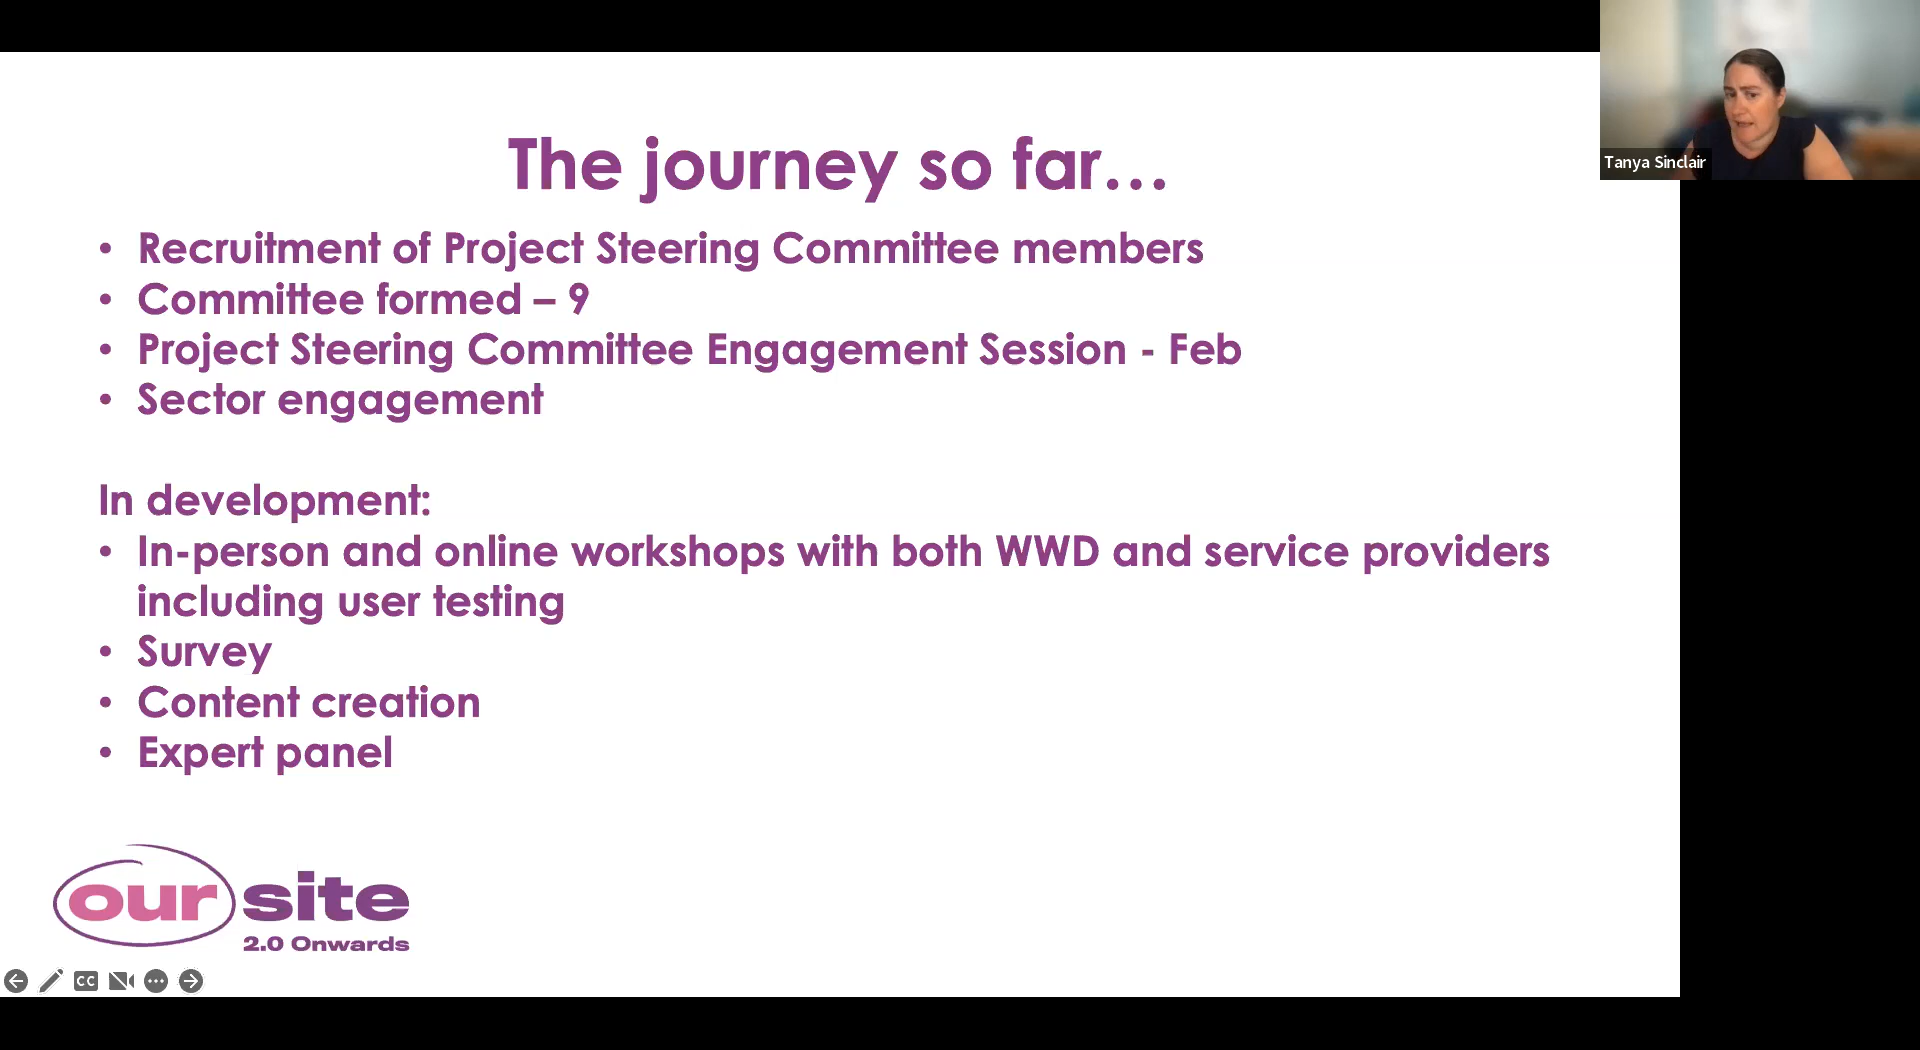 The journey so far…
• Recruitment of Project Steering Committee members
• Committee formed – 9
• Project Steering Committee Engagement Session - Feb
• Sector engagement
In development:
• In-person and online workshops with both WWD and service providers
including user testing
• Survey
• Content creation
• Expert panel
our site
2.0 Onwards
CC
Tanya Sinclair